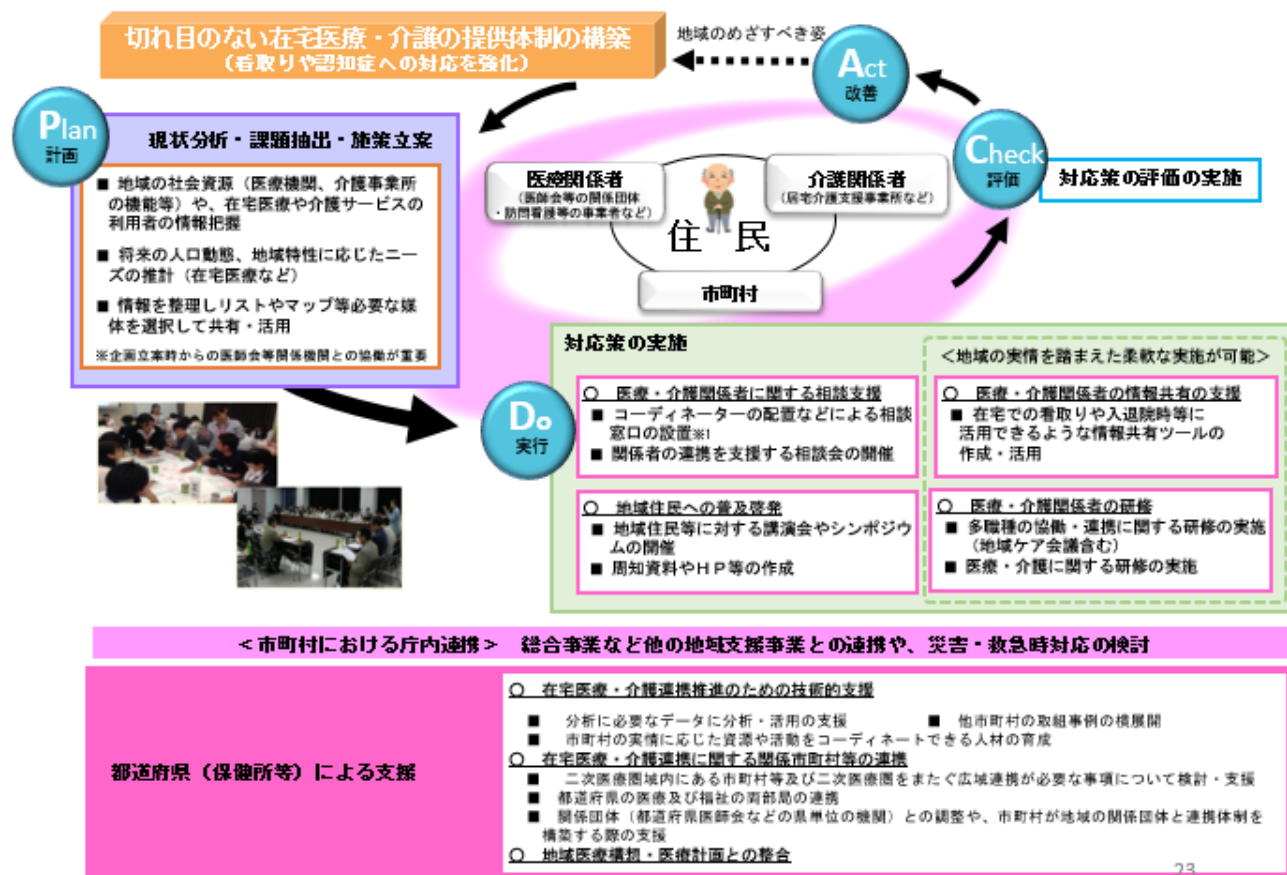 切れ目のない在宅医療・介護の提供体制の構築
（看取りや認知症への対応を強化）
地域のめざすべき姿
Act
改善
Plan
計画
現状分析・課題抽出・施策立案
■ 地域の社会資源（医療機関、介護事業所
の機能等）や、在宅医療や介護サービスの
利用者の情報把握
■ 将来の人口動態、地域特性に応じたニー
ズの推計（在宅医療など）
■ 情報を整理しリストやマップ等必要な媒
体を選択して共有・活用
※企画立案時からの医師会等関係機関との協働が重要
医療関係者
（医師会等の関係団体
・訪問看護等の事業者など）
介護関係者
（居宅介護支援事業所など）
住 民
市町村
Check
評価
対応策の評価の実施
Do
実行
対応策の実施
＜地域の実情を踏まえた柔軟な実施が可能＞
○ 医療・介護関係者に関する相談支援
■ コーディネーターの配置などによる相談
窓口の設置※1
■ 関係者の連携を支援する相談会の開催
○ 地域住民への普及啓発
■ 地域住民等に対する講演会やシンポジウ
ムの開催
■ 周知資料やＨＰ等の作成
○ 医療・介護関係者の情報共有の支援
■ 在宅での看取りや入退院時等に
活用できるような情報共有ツールの
作成・活用
○ 医療・介護関係者の研修
■ 多職種の協働・連携に関する研修の実施
（地域ケア会議含む）
■ 医療・介護に関する研修の実施
＜市町村における庁内連携＞ 総合事業など他の地域支援事業との連携や、災害・救急時対応の検討
都道府県（保健所等）による支援
○ 在宅医療・介護連携推進のための技術的支援
■ 分析に必要なデータに分析・活用の支援 ■ 他市町村の取組事例の横展開
■ 市町村の実情に応じた資源や活動をコーディネートできる人材の育成
○ 在宅医療・介護連携に関する関係市町村等の連携
■ 二次医療圏域内にある市町村等及び二次医療圏をまたぐ広域連携が必要な事項について検討・支援
■ 都道府県の医療及び福祉の両部局の連携
■ 関係団体（都道府県医師会などの県単位の機関）との調整や、市町村が地域の関係団体と連携体制を
構築する際の支援
○ 地域医療構想・医療計画との整合
23